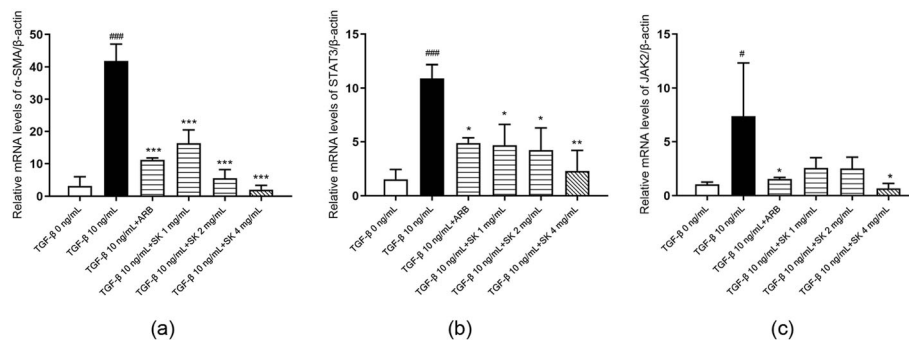 Relative mRNA levels of α-SMA/β-actin
50
40
30
20
10
0
###
***
***
***
***
TGF-β 0 ng/mL
TGF-β 10 ng/mL
TGF-β 10 ng/mL+ARB
TGF-β 10 ng/mL+SK 1 mg/mL
TGF-β 10 ng/mL+SK 2 mg/mL
TGF-β 10 ng/mL+SK 4 mg/mL
(a)
Relative mRNA levels of STAT3/β-actin
15
10
5
0
###
*
*
*
**
TGF-β 0 ng/mL
TGF-β 10 ng/mL
TGF-β 10 ng/mL+ARB
TGF-β 10 ng/mL+SK 1 mg/mL
TGF-β 10 ng/mL+SK 2 mg/mL
TGF-β 10 ng/mL+SK 4 mg/mL
(b)
Relative mRNA levels of JAK2/β-actin
15
10
5
0
#
*
*
TGF-β 0 ng/mL
TGF-β 10 ng/mL
TGF-β 10 ng/mL+ARB
TGF-β 10 ng/mL+SK 1 mg/mL
TGF-β 10 ng/mL+SK 2 mg/mL
TGF-β 10 ng/mL+SK 4 mg/mL
(c)